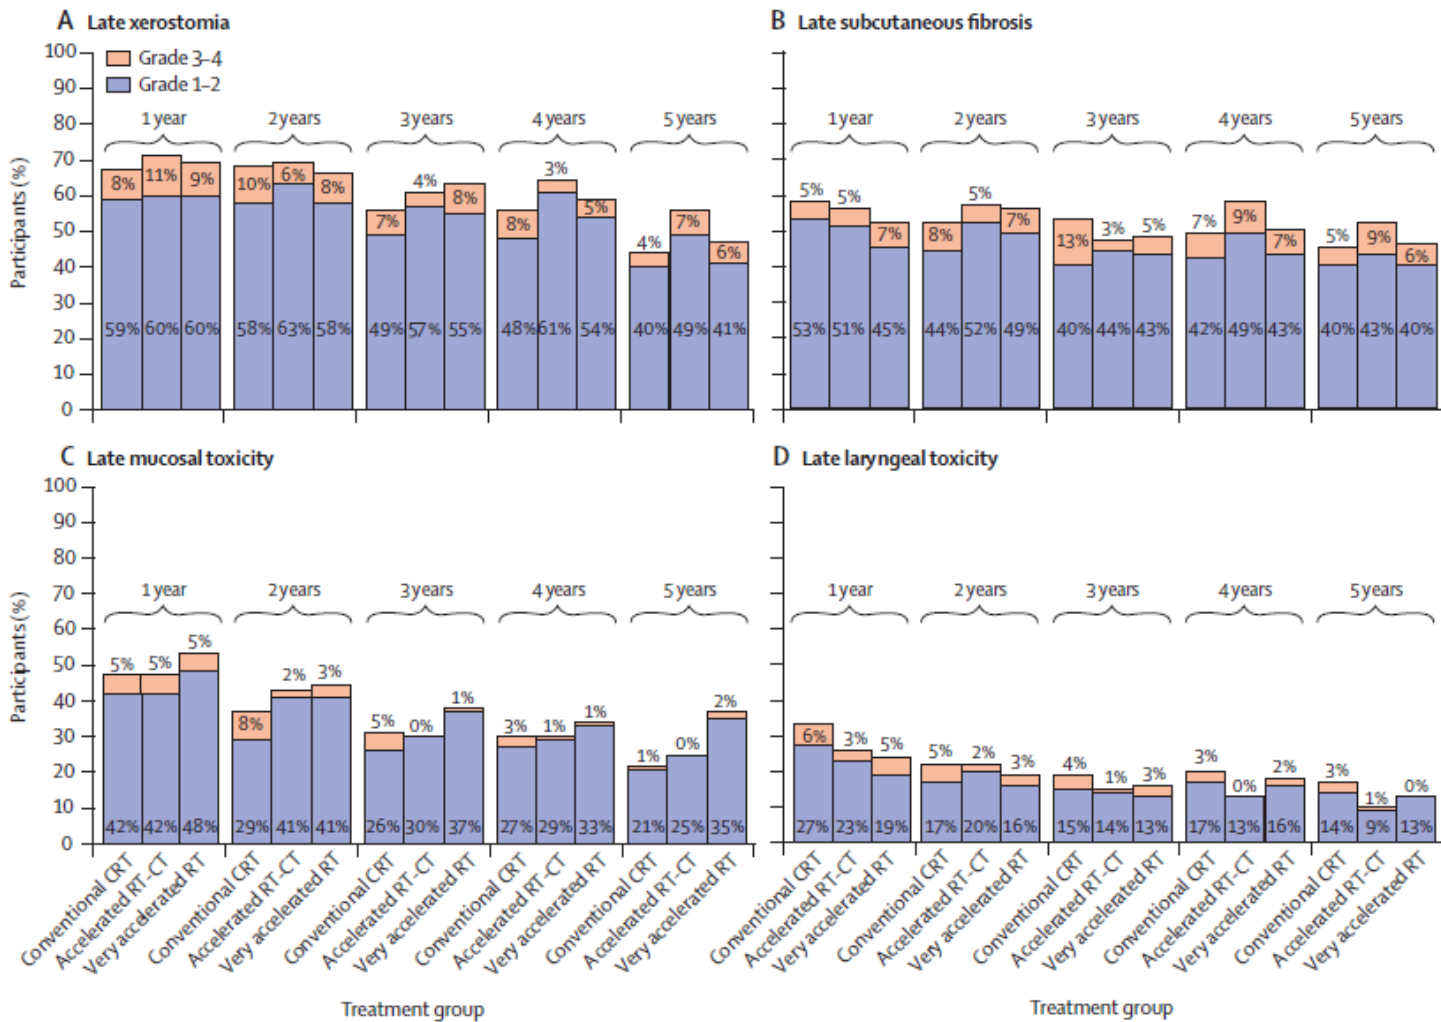 A Late xerostomia
Grade 3–4
Grade 1–2
Participants (%)
100
90
80
70
60
50
40
30
20
10
0
1 year
2 years
3 years
4 years
5 years
8%
11%
9%
10%
6%
8%
7%
4%
8%
8%
3%
5%
4%
7%
6%
59% 60% 60% 58% 63% 58% 49% 57% 55% 48% 61% 54% 40% 49% 41%
B Late subcutaneous fibrosis
1 year
2 years
3 years
4 years
5 years
5%
5%
7%
8%
5%
7%
13%
3%
5%
7%
9%
7%
5%
9%
6%
53% 51% 45% 44% 52% 49% 40% 44% 43% 42% 49% 43% 40% 43% 40%
C Late mucosal toxicity
Participants (%)
100
90
80
70
60
50
40
30
20
10
0
1 year
2 years
3 years
4 years
5 years
5%
5%
5%
8%
2%
3%
5%
0%
1%
3%
1%
1%
1%
0%
2%
42% 42% 48% 29% 41% 41% 26% 30% 37% 27% 29% 33% 21% 25% 35%
Conventional CRT
Accelerated RT-CT
Very accelerated RT
Conventional CRT
Accelerated RT-CT
Very accelerated RT
Conventional CRT
Accelerated RT-CT
Very accelerated RT
Conventional CRT
Accelerated RT-CT
Very accelerated RT
Conventional CRT
Accelerated RT-CT
Very accelerated RT
Treatment group
D Late laryngeal toxicity
1 year
2 years
3 years
4 years
5 years
6%
3%
5%
5%
2%
3%
4%
1%
3%
3%
0%
2%
3%
1%
0%
27% 23% 19% 17% 20% 16% 15% 14% 13% 17% 13% 16% 14% 9% 13%
Conventional CRT
Accelerated RT-CT
Very accelerated RT
Conventional CRT
Accelerated RT-CT
Very accelerated RT
Conventional CRT
Accelerated RT-CT
Very accelerated RT
Conventional CRT
Accelerated RT-CT
Very accelerated RT
Conventional CRT
Accelerated RT-CT
Very accelerated RT
Treatment group